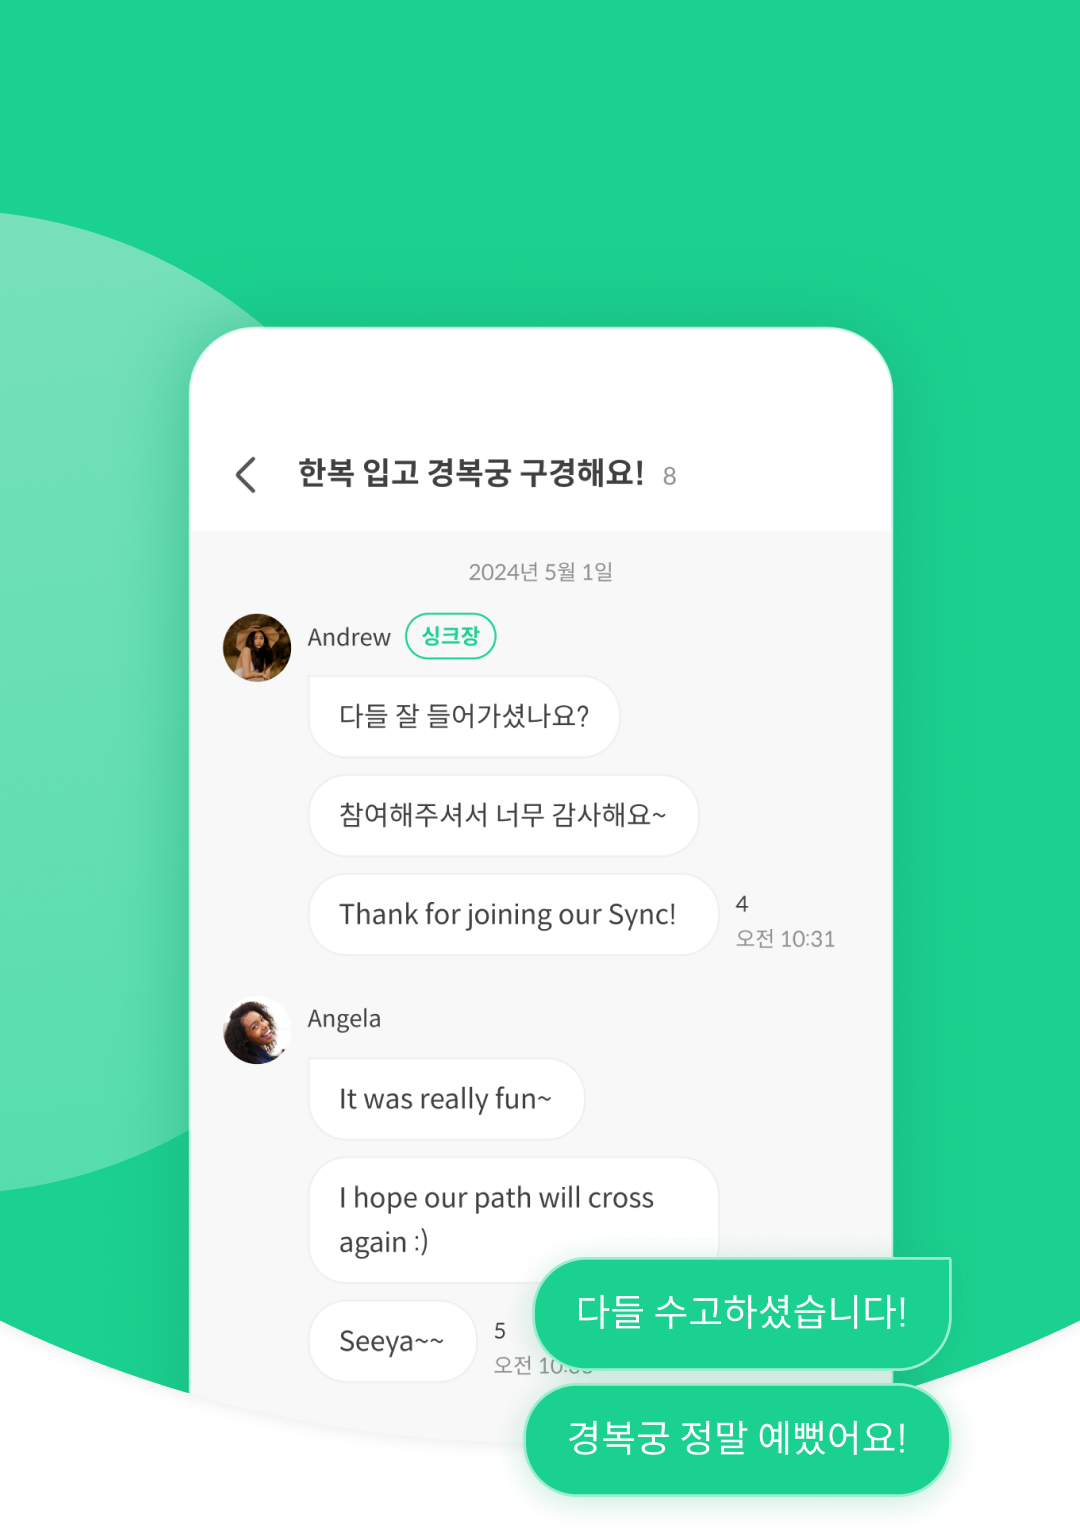 한복 입고 경복궁 구경해요! 8
2024년 5월 1일
Andrew 싱크장
다들 잘 들어가셨나요?
참여해주셔서 너무 감사해요~
Thank for joining our Sync!
4
오전 10:31
Angela
It was really fun~
I hope our path will cross
again :)
Seeya~~
5
오전
다들 수고하셨습니다!
경복궁 정말 예뻤어요!